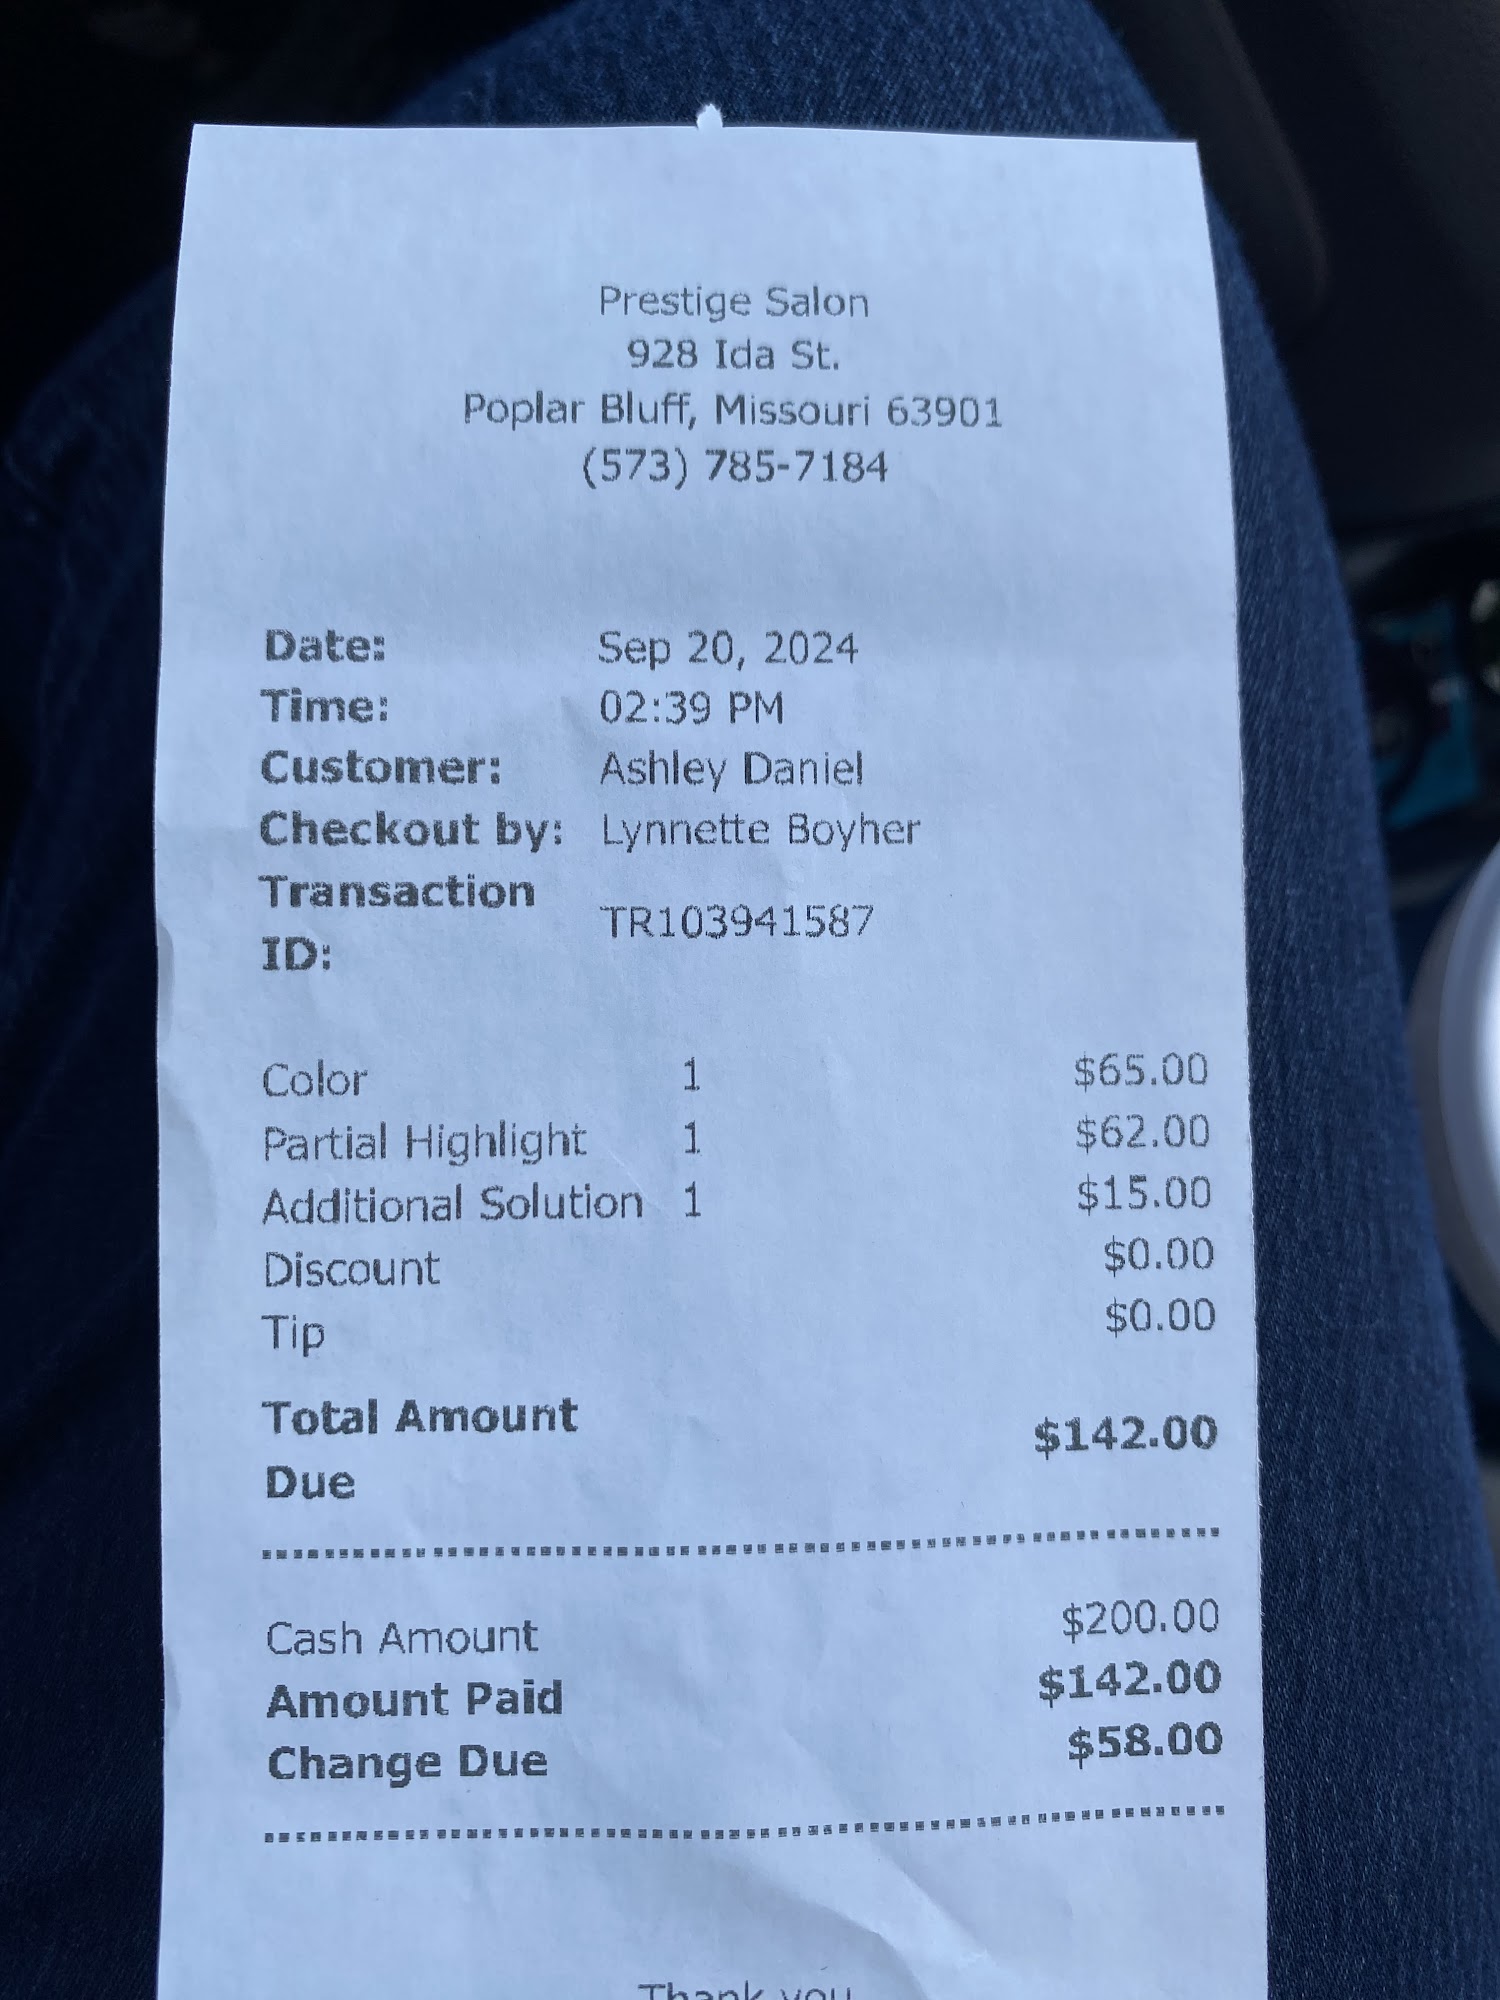 Prestige Salon
928 Ida St.
Poplar Bluff, Missouri 63901
(573) 785-7184
Date: Sep 20, 2024
Time: 02:39 PM
Customer: Ashley Daniel
Checkout by: Lynnette Boyher
Transaction
ID: TR103941587
Color 1 $65.00
Partial Highlight 1 $62.00
Additional Solution 1 $15.00
Discount $0.00
Tip $0.00
Total Amount
Due $142.00
Cash Amount $200.00
Amount Paid $142.00
Change Due $58.00
Thank you